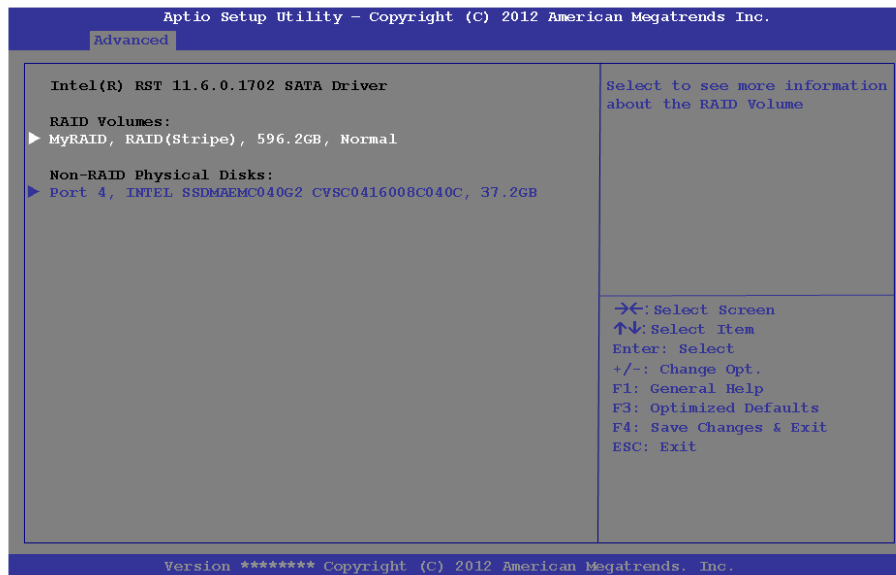 Aptio Setup Utility – Copyright (C) 2012 American Megatrends Inc.
Advanced
Intel(R) RST 11.6.0.1702 SATA Driver
RAID Volumes:
MyRAID, RAID(Stripe), 596.2GB, Normal
Non-RAID Physical Disks:
Port 4, INTEL SSDMAEMC040G2 CVSC0416008C040C, 37.2GB
Select to see more information
about the RAID Volume
→←: Select Screen
↑↓: Select Item
Enter: Select
+/-: Change Opt.
F1: General Help
F3: Optimized Defaults
F4: Save Changes & Exit
ESC: Exit
Version ******** Copyright (C) 2012 American Megatrends. Inc.